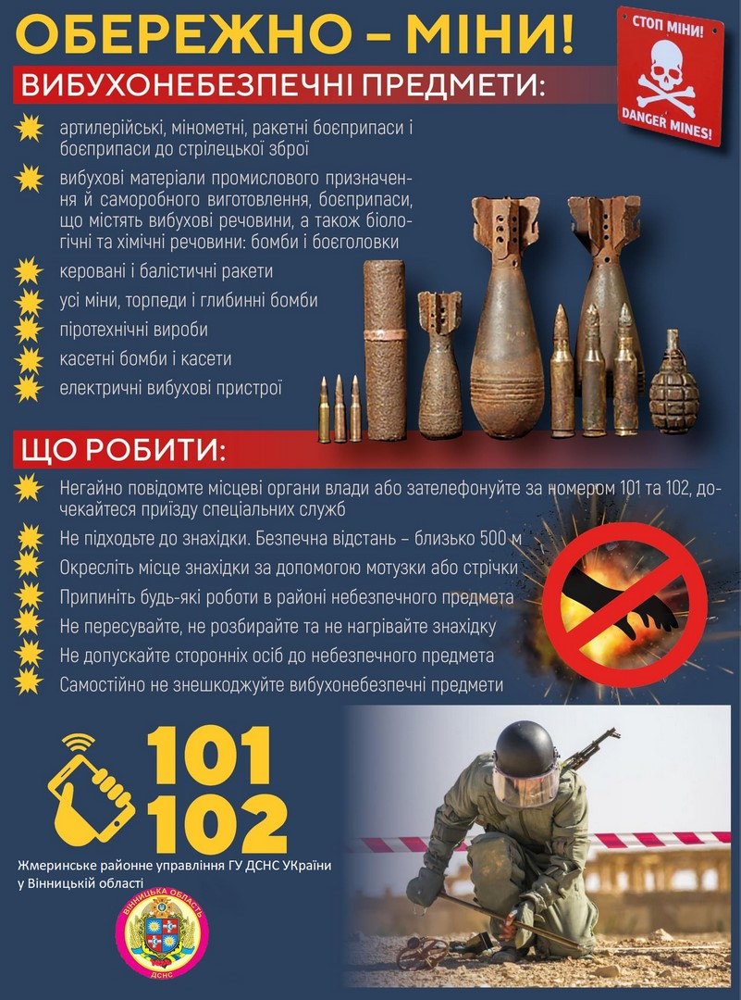 ОБЕРЕЖНО – МІНИ!
СТОП МІНИ!
DANGER MINES!
ВИБУХОНЕБЕЗПЕЧНІ ПРЕДМЕТИ:
артилерійські, мінометні, ракетні боєприпаси і
боєприпаси до стрілецької зброї
вибухові матеріали промислового призначен-
ня й саморобного виготовлення, боєприпаси,
що містять вибухові речовини, а також біоло-
гічні та хімічні речовини: бомби і боєголовки
керовані і балістичні ракети
усі міни, торпеди і глибинні бомби
піротехнічні вироби
касетні бомби і касети
електричні вибухові пристрої
ЩО РОБИТИ:
Негайно повідомте місцеві органи влади або зателефонуйте за номером 101 та 102, до-
чекайтеся приїзду спеціальних служб
Не підходьте до знахідки. Безпечна відстань – близько 500 м
Окресліть місце знахідки за допомогою мотузки або стрічки
Припиніть будь-які роботи в районі небезпечного предмета
Не пересувайте, не розбирайте та не нагрівайте знахідку
Не допускайте сторонніх осіб до небезпечного предмета
Самостійно не знешкоджуйте вибухонебезпечні предмети
101
102
Жмеринське районне управління ГУ ДСНС УКраїни
у Вінницькій області
ВІННИЦЬКА ОБЛАСТЬ
ДСНС